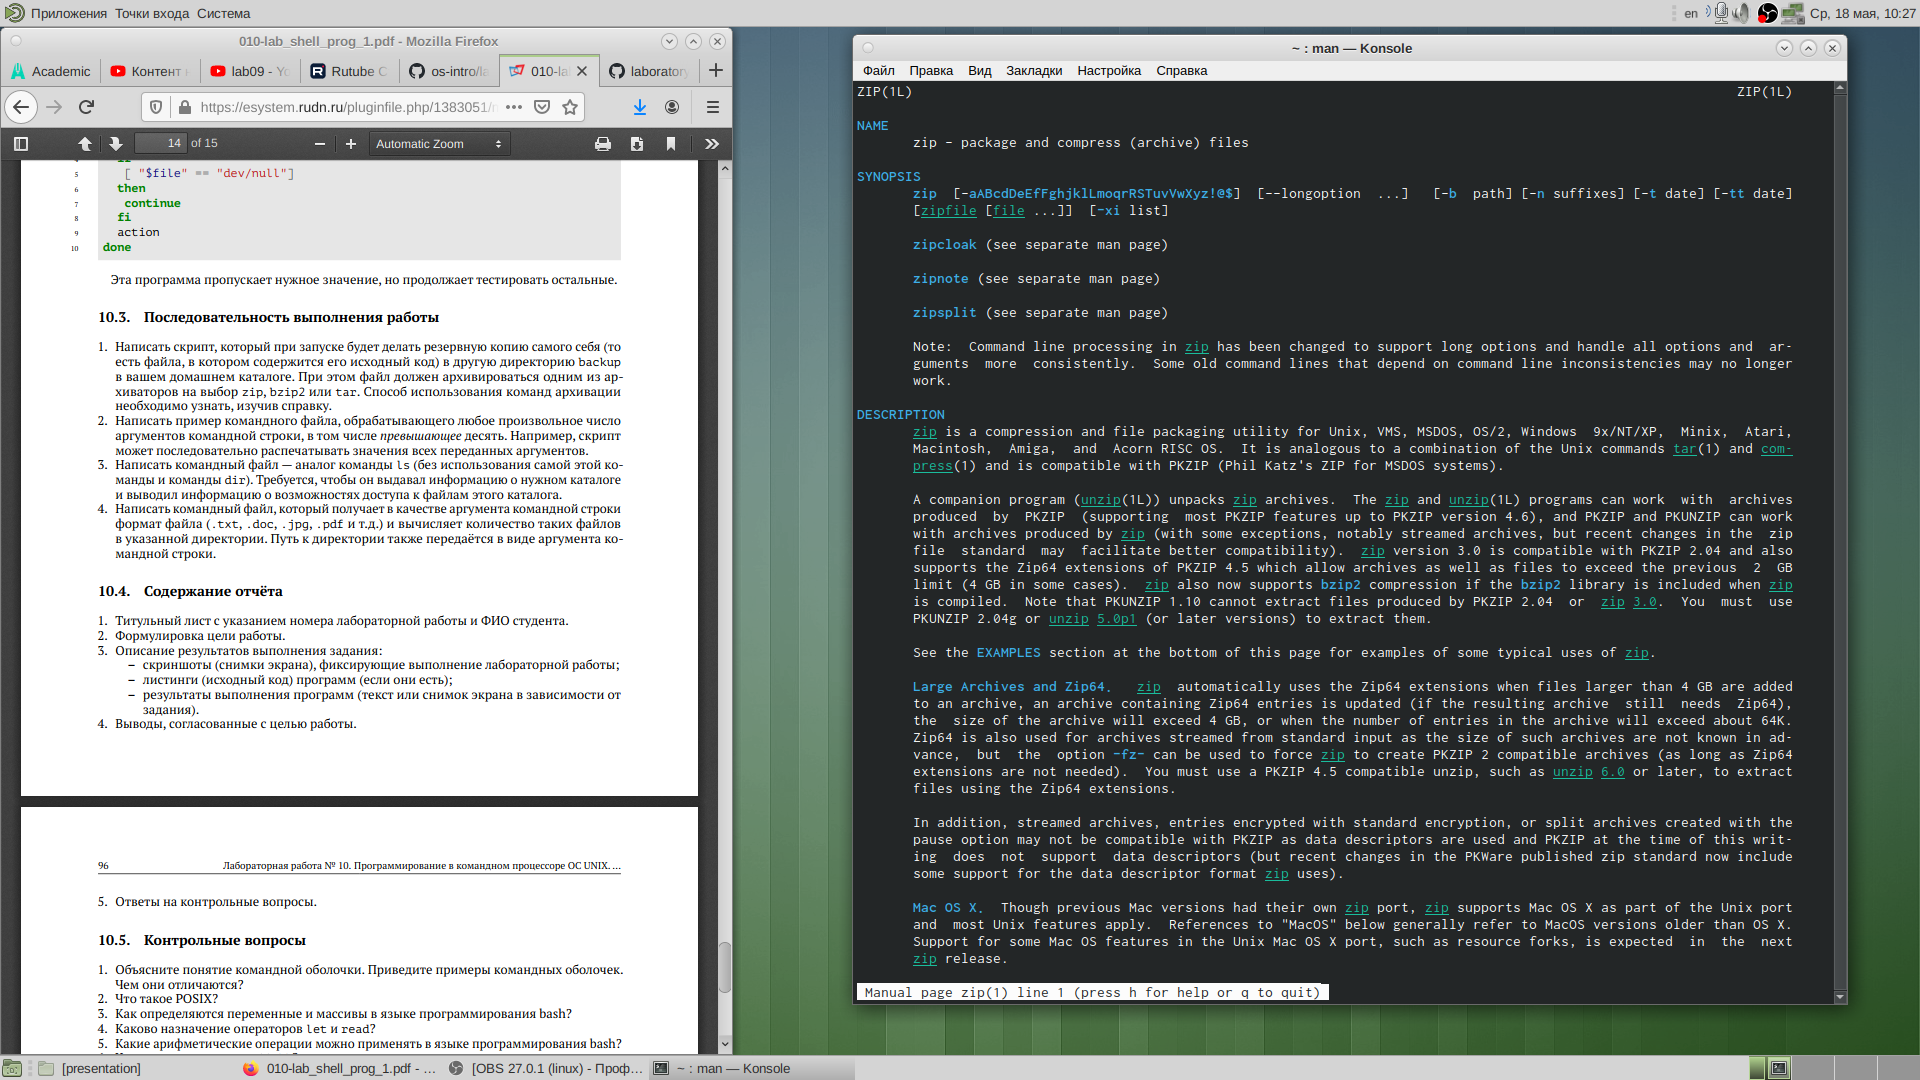 Приложения Точки входа Система
en
Ср, 18 мая, 10:27
010-lab_shell_prog_1.pdf - Mozilla Firefox
Academic
Контент
lab09 - Yo
Rutube C
os-intro/la
010-la
laboratory
https://esystem.rudn.ru/pluginfile.php/1383051/
14 of 15
Automatic Zoom
5 [ "$file" == "dev/null"]
6 then
7 continue
8 fi
9 action
10 done
Эта программа пропускает нужное значение, но продолжает тестировать остальные.
10.3. Последовательность выполнения работы
1. Написать скрипт, который при запуске будет делать резервную копию самого себя (то
есть файла, в котором содержится его исходный код) в другую директорию backup
в вашем домашнем каталоге. При этом файл должен архивироваться одним из ар-
хиваторов на выбор zip, bzip2 или tar. Способ использования команд архивации
необходимо узнать, изучив справку.
2. Написать пример командного файла, обрабатывающего любое произвольное число
аргументов командной строки, в том числе превышающее десять. Например, скрипт
может последовательно распечатывать значения всех переданных аргументов.
3. Написать командный файл — аналог команды ls (без использования самой этой ко-
манды и команды dir). Требуется, чтобы он выдавал информацию о нужном каталоге
и выводил информацию о возможностях доступа к файлам этого каталога.
4. Написать командный файл, который получает в качестве аргумента командной строки
формат файла (.txt, .doc, .jpg, .pdf и т.д.) и вычисляет количество таких файлов
в указанной директории. Путь к директории также передаётся в виде аргумента ко-
мандной строки.
10.4. Содержание отчёта
1. Титульный лист с указанием номера лабораторной работы и ФИО студента.
2. Формулировка цели работы.
3. Описание результатов выполнения задания:
– скриншоты (снимки экрана), фиксирующие выполнение лабораторной работы;
– листинги (исходный код) программ (если они есть);
– результаты выполнения программ (текст или снимок экрана в зависимости от
задания).
4. Выводы, согласованные с целью работы.
96 Лабораторная работа № 10. Программирование в командном процессоре ОС UNIX. ...
5. Ответы на контрольные вопросы.
10.5. Контрольные вопросы
1. Объясните понятие командной оболочки. Приведите примеры командных оболочек.
Чем они отличаются?
2. Что такое POSIX?
3. Как определяются переменные и массивы в языке программирования bash?
4. Каково назначение операторов let и read?
5. Какие арифметические операции можно применять в языке программирования bash?
~ : man — Konsole
Файл Правка Вид Закладки Настройка Справка
ZIP(1L) ZIP(1L)
NAME
zip - package and compress (archive) files
SYNOPSIS
zip [-aABcdDeEfFghjklLmoqrRSTuvVwXyz!@$] [--longoption ...] [-b path] [-n suffixes] [-t date] [-tt date]
[zipfile [file ...]] [-xi list]
zipcloak (see separate man page)
zipnote (see separate man page)
zipsplit (see separate man page)
Note: Command line processing in zip has been changed to support long options and handle all options and ar-
guments more consistently. Some old command lines that depend on command line inconsistencies may no longer
work.
DESCRIPTION
zip is a compression and file packaging utility for Unix, VMS, MSDOS, OS/2, Windows 9x/NT/XP, Minix, Atari,
Macintosh, Amiga, and Acorn RISC OS. It is analogous to a combination of the Unix commands tar(1) and com-
press(1) and is compatible with PKZIP (Phil Katz's ZIP for MSDOS systems).
A companion program (unzip(1L)) unpacks zip archives. The zip and unzip(1L) programs can work with archives
produced by PKZIP (supporting most PKZIP features up to PKZIP version 4.6), and PKZIP and PKUNZIP can work
with archives produced by zip (with some exceptions, notably streamed archives, but recent changes in the zip
file standard may facilitate better compatibility). zip version 3.0 is compatible with PKZIP 2.04 and also
supports the Zip64 extensions of PKZIP 4.5 which allow archives as well as files to exceed the previous 2 GB
limit (4 GB in some cases). zip also now supports bzip2 compression if the bzip2 library is included when zip
is compiled. Note that PKUNZIP 1.10 cannot extract files produced by PKZIP 2.04 or zip 3.0. You must use
PKUNZIP 2.04g or unzip 5.0p1 (or later versions) to extract them.
See the EXAMPLES section at the bottom of this page for examples of some typical uses of zip.
Large Archives and Zip64. zip automatically uses the Zip64 extensions when files larger than 4 GB are added
to an archive, an archive containing Zip64 entries is updated (if the resulting archive still needs Zip64),
the size of the archive will exceed 4 GB, or when the number of entries in the archive will exceed about 64K.
Zip64 is also used for archives streamed from standard input as the size of such archives are not known in ad-
vance, but the option -fz- can be used to force zip to create PKZIP 2 compatible archives (as long as Zip64
extensions are not needed). You must use a PKZIP 4.5 compatible unzip, such as unzip 6.0 or later, to extract
files using the Zip64 extensions.
In addition, streamed archives, entries encrypted with standard encryption, or split archives created with the
pause option may not be compatible with PKZIP as data descriptors are used and PKZIP at the time of this writ-
ing does not support data descriptors (but recent changes in the PKWare published zip standard now include
some support for the data descriptor format zip uses).
Mac OS X. Though previous Mac versions had their own zip port, zip supports Mac OS X as part of the Unix port
and most Unix features apply. References to "MacOS" below generally refer to MacOS versions older than OS X.
Support for some Mac OS features in the Unix Mac OS X port, such as resource forks, is expected in the next
zip release.
Manual page zip(1) line 1 (press h for help or q to quit)
[presentation]
010-lab_shell_prog_1.pdf - ...
[OBS 27.0.1 (linux) - Проф...
~ : man — Konsole